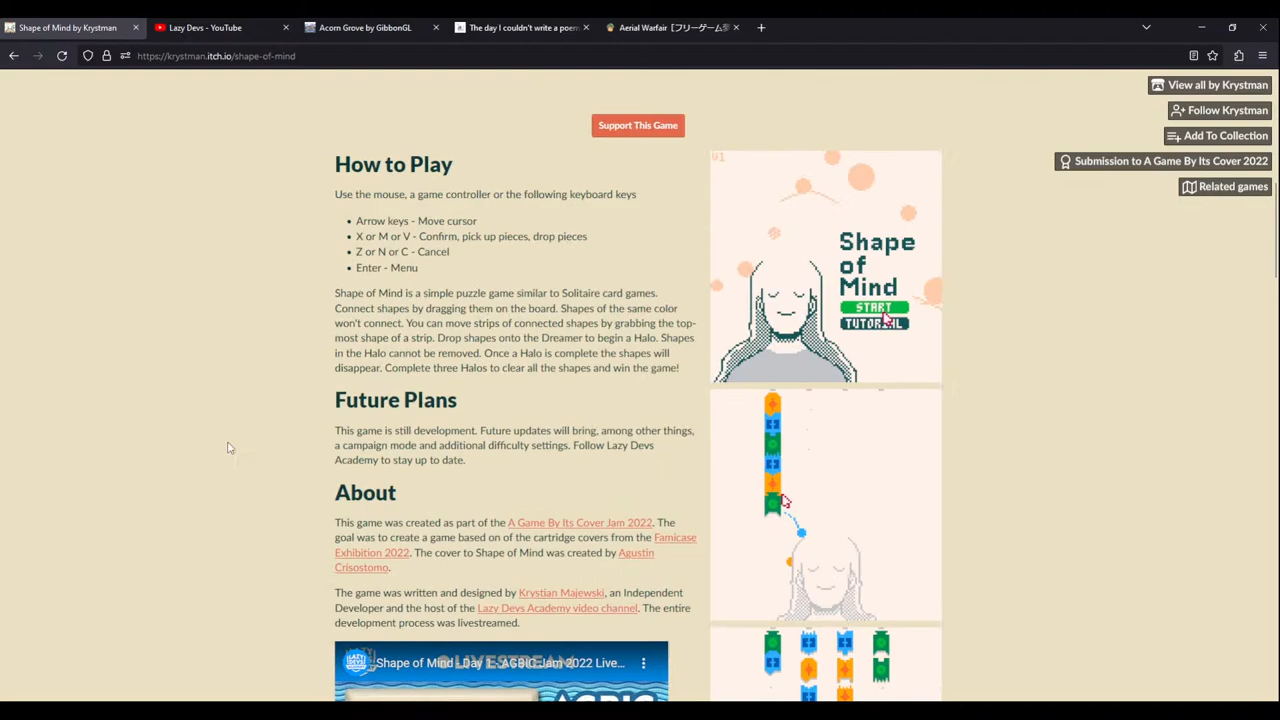 Shape of Mind by Krystman
Lazy Devs - YouTube
Acorn Grove by GibbonGL
The day I couldn't write a poem
Aerial Warfair [フリーゲーム
https://krystman.itch.io/shape-of-mind
View all by Krystman
Follow Krystman
Add To Collection
Submission to A Game By Its Cover 2022
Related games
Support This Game
How to Play
Use the mouse, a game controller or the following keyboard keys
• Arrow keys - Move cursor
• X or M or V - Confirm, pick up pieces, drop pieces
• Z or N or C - Cancel
• Enter - Menu
Shape of Mind is a simple puzzle game similar to Solitaire card games.
Connect shapes by dragging them on the board. Shapes of the same color
won't connect. You can move strips of connected shapes by grabbing the top-
most shape of a strip. Drop shapes onto the Dreamer to begin a Halo. Shapes
in the Halo cannot be removed. Once a Halo is complete the shapes will
disappear. Complete three Halos to clear all the shapes and win the game!
Future Plans
This game is still development. Future updates will bring, among other things,
a campaign mode and additional difficulty settings. Follow Lazy Devs
Academy to stay up to date.
About
This game was created as part of the A Game By Its Cover Jam 2022. The
goal was to create a game based on of the cartridge covers from the Famicase
Exhibition 2022. The cover to Shape of Mind was created by Agustin
Crisostomo.
The game was written and designed by Krystian Majewski, an Independent
Developer and the host of the Lazy Devs Academy video channel. The entire
development process was livestreamed.
Shape of Mind - Day 1 - AGBIC Jam 2022 Live...
LIVESTREAM
AGBIC
V1
Shape
of
Mind
START
TUTORIAL